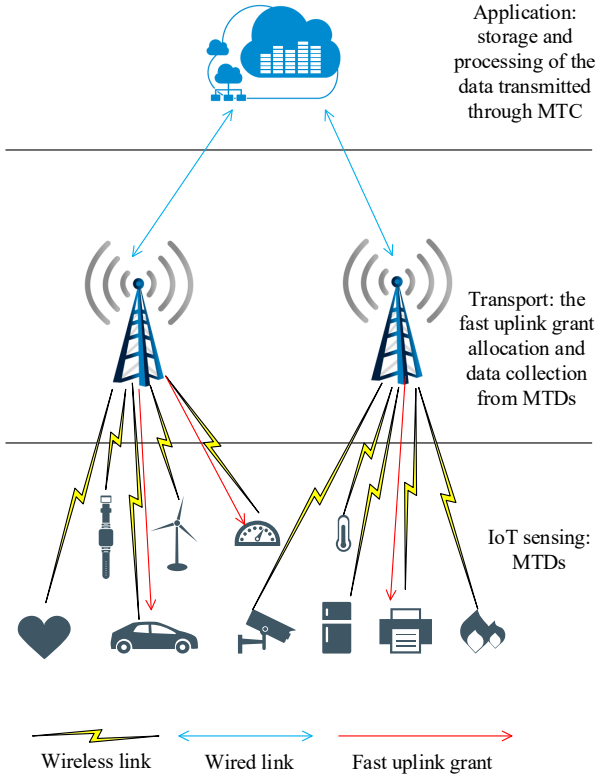 Application:
storage and
processing of the
data transmitted
through MTC
Transport: the
fast uplink grant
allocation and
data collection
from MTDs
IoT sensing:
MTDs
Wireless link
Wired link
Fast uplink grant